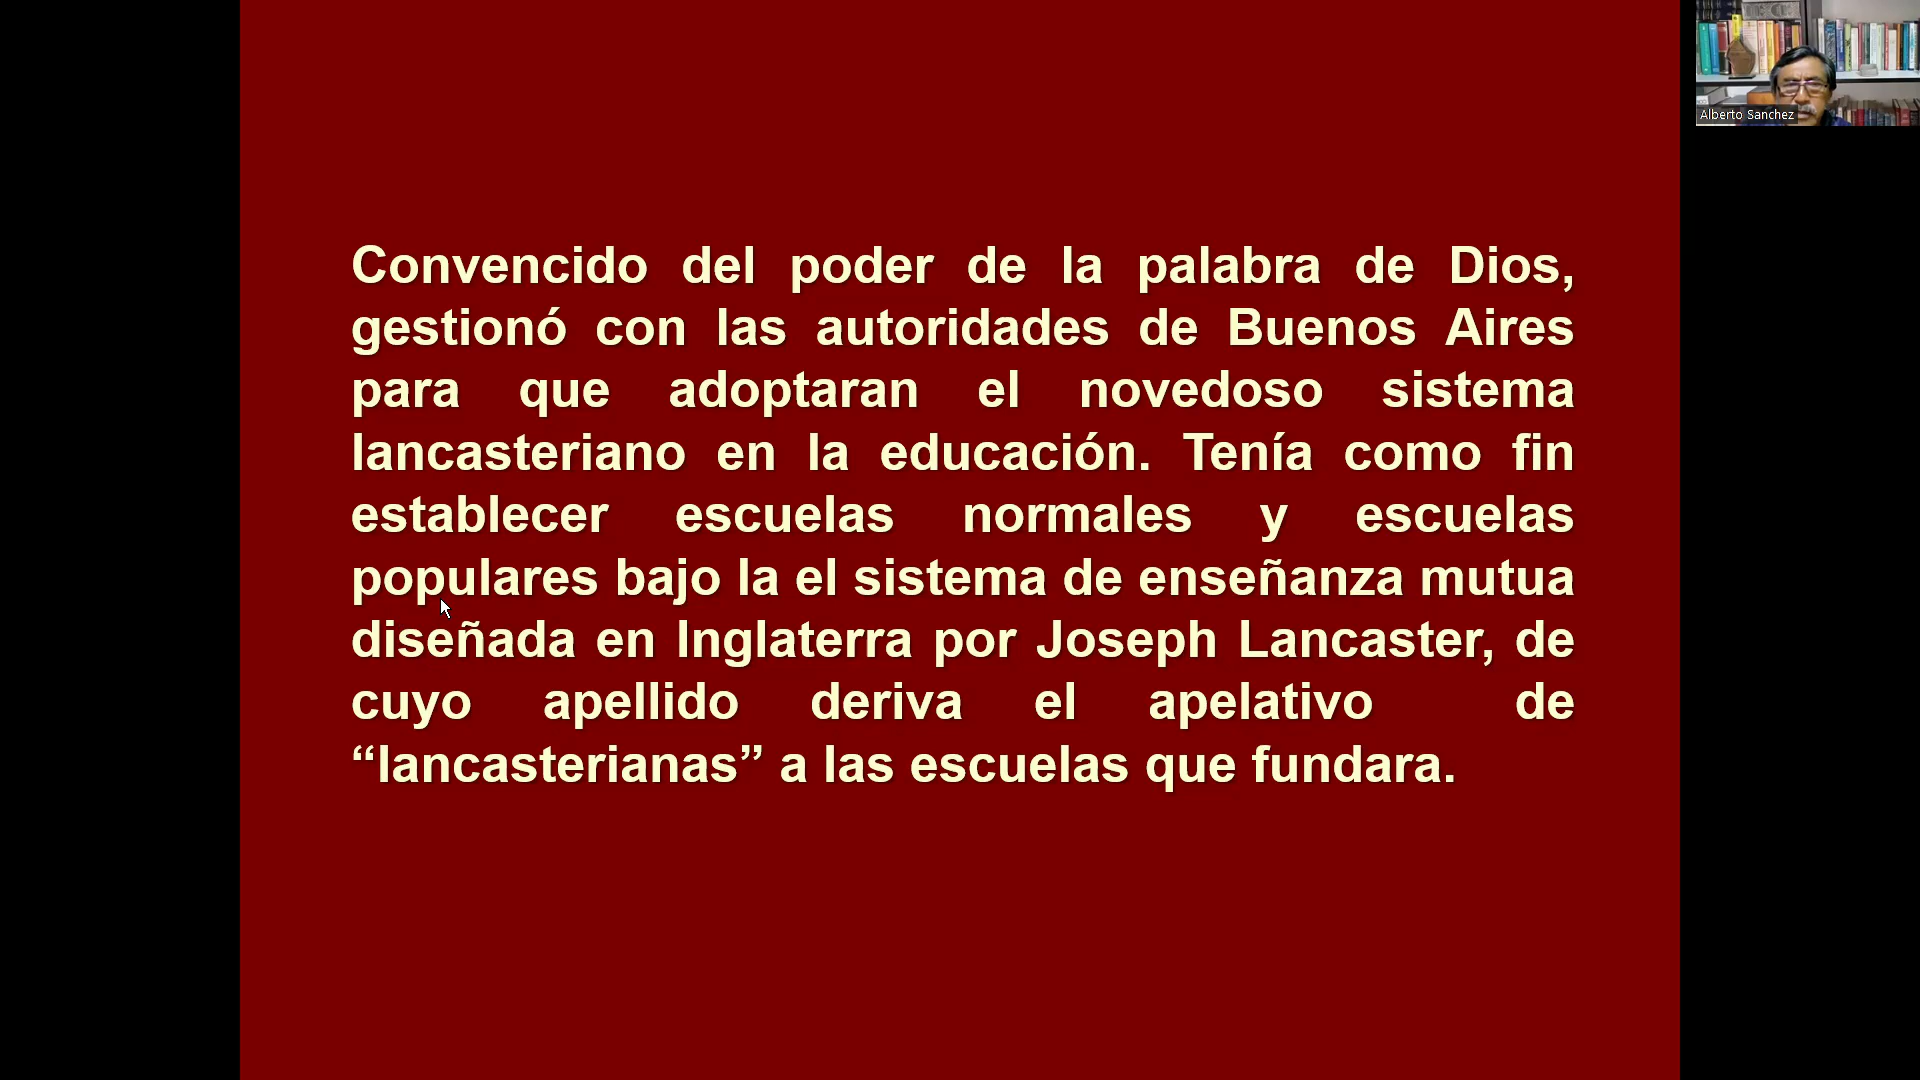 Convencido del poder de la palabra de Dios,
gestionó con las autoridades de Buenos Aires
para que adoptaran el novedoso sistema
lancasteriano en la educación. Tenía como fin
establecer escuelas normales y escuelas
populares bajo la el sistema de enseñanza mutua
diseñada en Inglaterra por Joseph Lancaster, de
cuyo apellido deriva el apelativo de
“lancasterianas” a las escuelas que fundara.
Alberto Sanchez